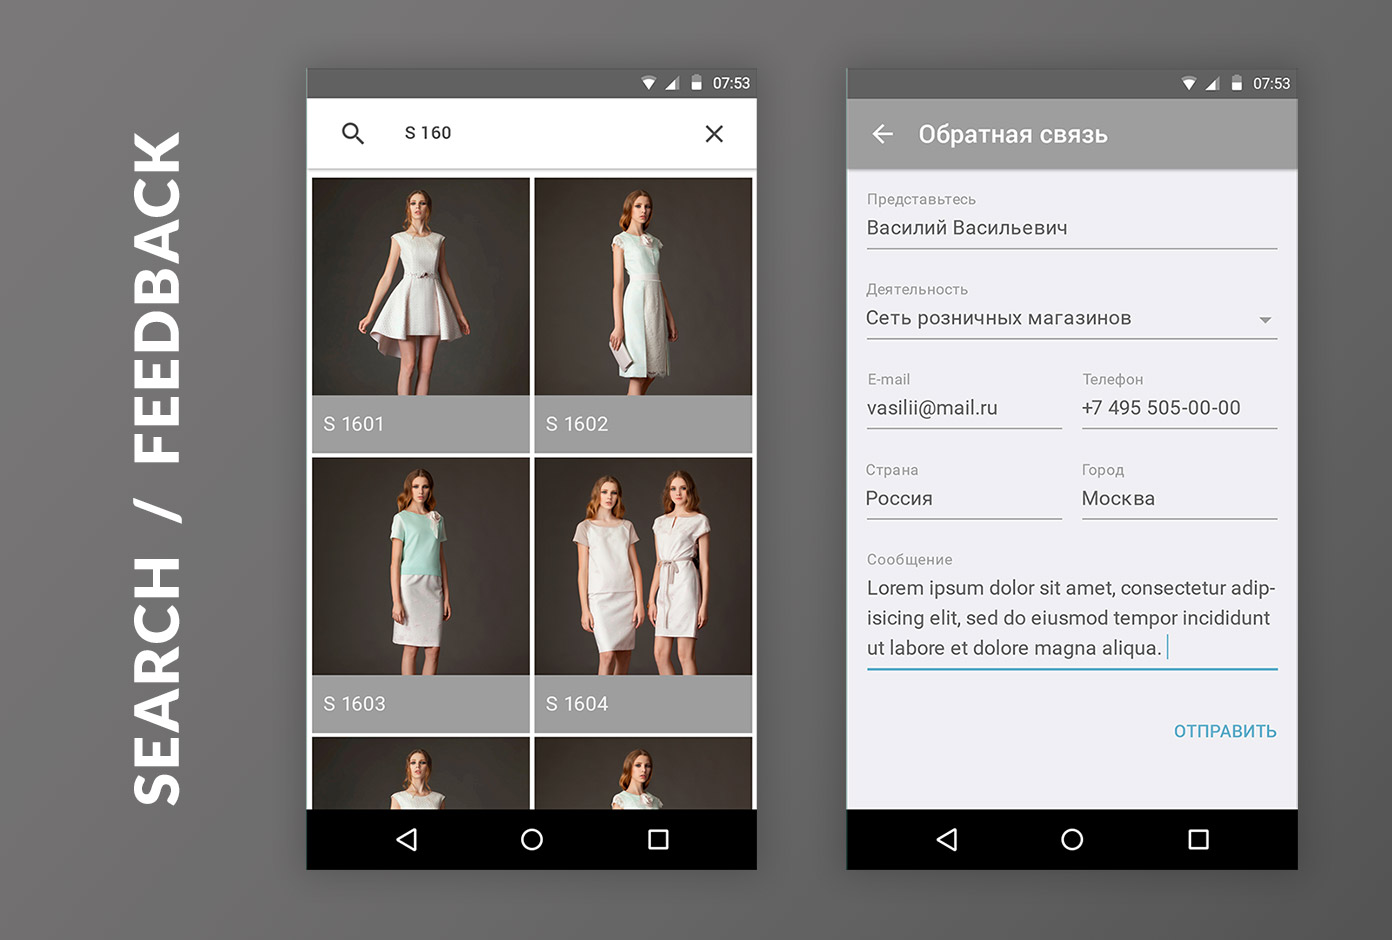 SEARCH / FEEDBACK
07:53
S 160
S 1601
S 1602
S 1603
S 1604
07:53
Обратная связь
Представьтесь
Василий Васильевич
Деятельность
Сеть розничных магазинов
E-mail
Телефон
vasilii@mail.ru
+7 495 505-00-00
Страна
Город
Россия
Москва
Сообщение
Lorem ipsum dolor sit amet, consectetur adip-
isicing elit, sed do eiusmod tempor incididunt
ut labore et dolore magna aliqua.
ОТПРАВИТЬ